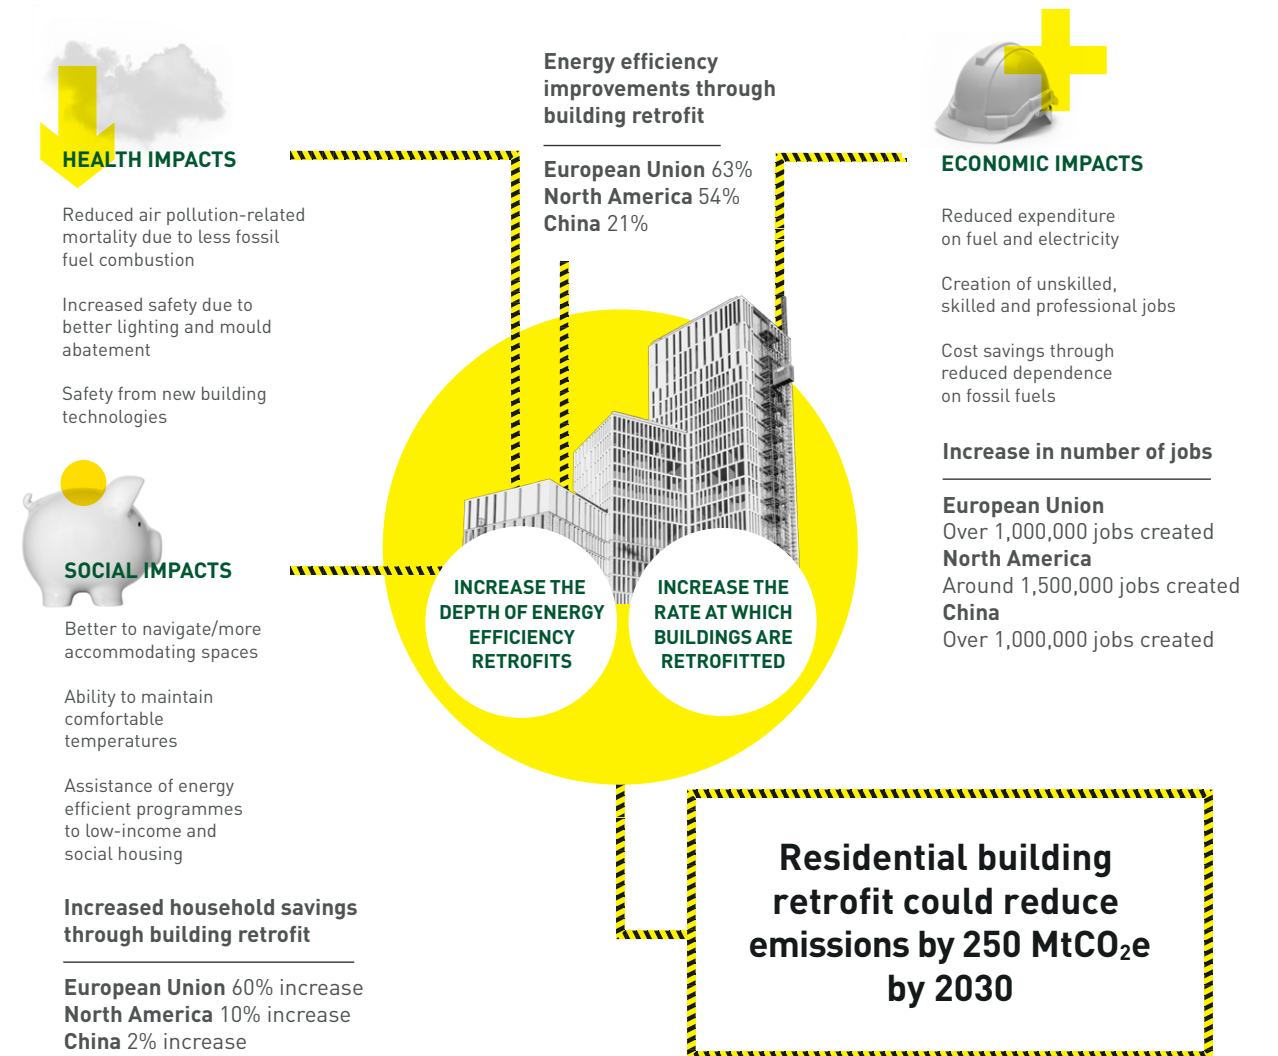 HEALTH IMPACTS
Reduced air pollution-related
mortality due to less fossil
fuel combustion
Increased safety due to
better lighting and mould
abatement
Safety from new building
technologies
SOCIAL IMPACTS
Better to navigate/more
accommodating spaces
Ability to maintain
comfortable
temperatures
Assistance of energy
efficient programmes
to low-income and
social housing
Increased household savings
through building retrofit
European Union 60% increase
North America 10% increase
China 2% increase
Energy efficiency
improvements through
building retrofit
European Union 63%
North America 54%
China 21%
INCREASE THE
DEPTH OF ENERGY
EFFICIENCY
RETROFITS
INCREASE THE
RATE AT WHICH
BUILDINGS ARE
RETROFITTED
ECONOMIC IMPACTS
Reduced expenditure
on fuel and electricity
Creation of unskilled,
skilled and professional jobs
Cost savings through
reduced dependence
on fossil fuels
Increase in number of jobs
European Union
Over 1,000,000 jobs created
North America
Around 1,500,000 jobs created
China
Over 1,000,000 jobs created
Residential building
retrofit could reduce
emissions by 250 MtCO₂e
by 2030